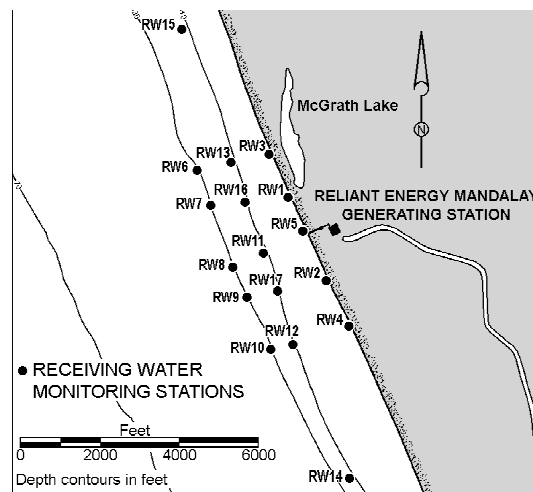 RW15
McGrath Lake
RW3
RW13
RW6
RW1
RELIANT ENERGY MANDALAY
GENERATING STATION
RW16
RW7
RW5
RW11
RW8
RW2
RW17
RW9
RW4
RW12
RW10
RECEIVING WATER
MONITORING STATIONS
Feet
0 2000 4000 6000
Depth contours in feet
RW14
N